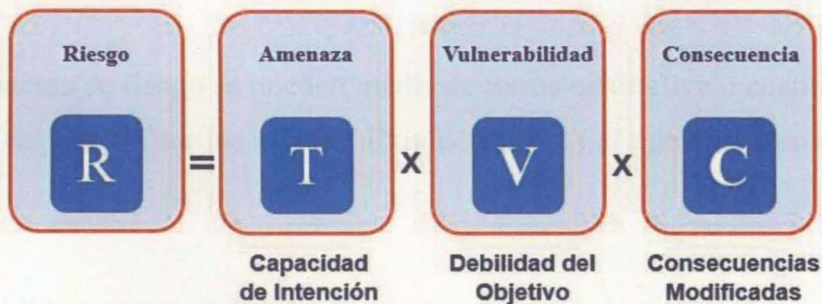 Riesgo Amenaza Vulnerabilidad Consecuencia
R = T x V x C
Capacidad Debilidad del Consecuencias
de Intención Objetivo Modificadas